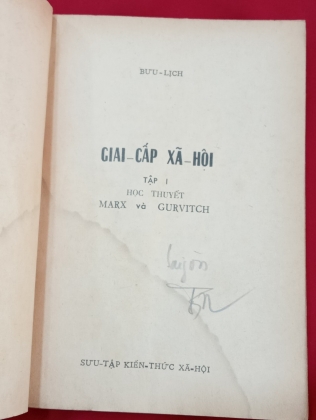 BỬU-LỊCH
GIAI-CẤP XÃ-HỘI
TẬP I
HỌC THUYẾT
MARX và GURVITCH
SƯU-TẬP KIẾN-THỨC XÃ-HỘI